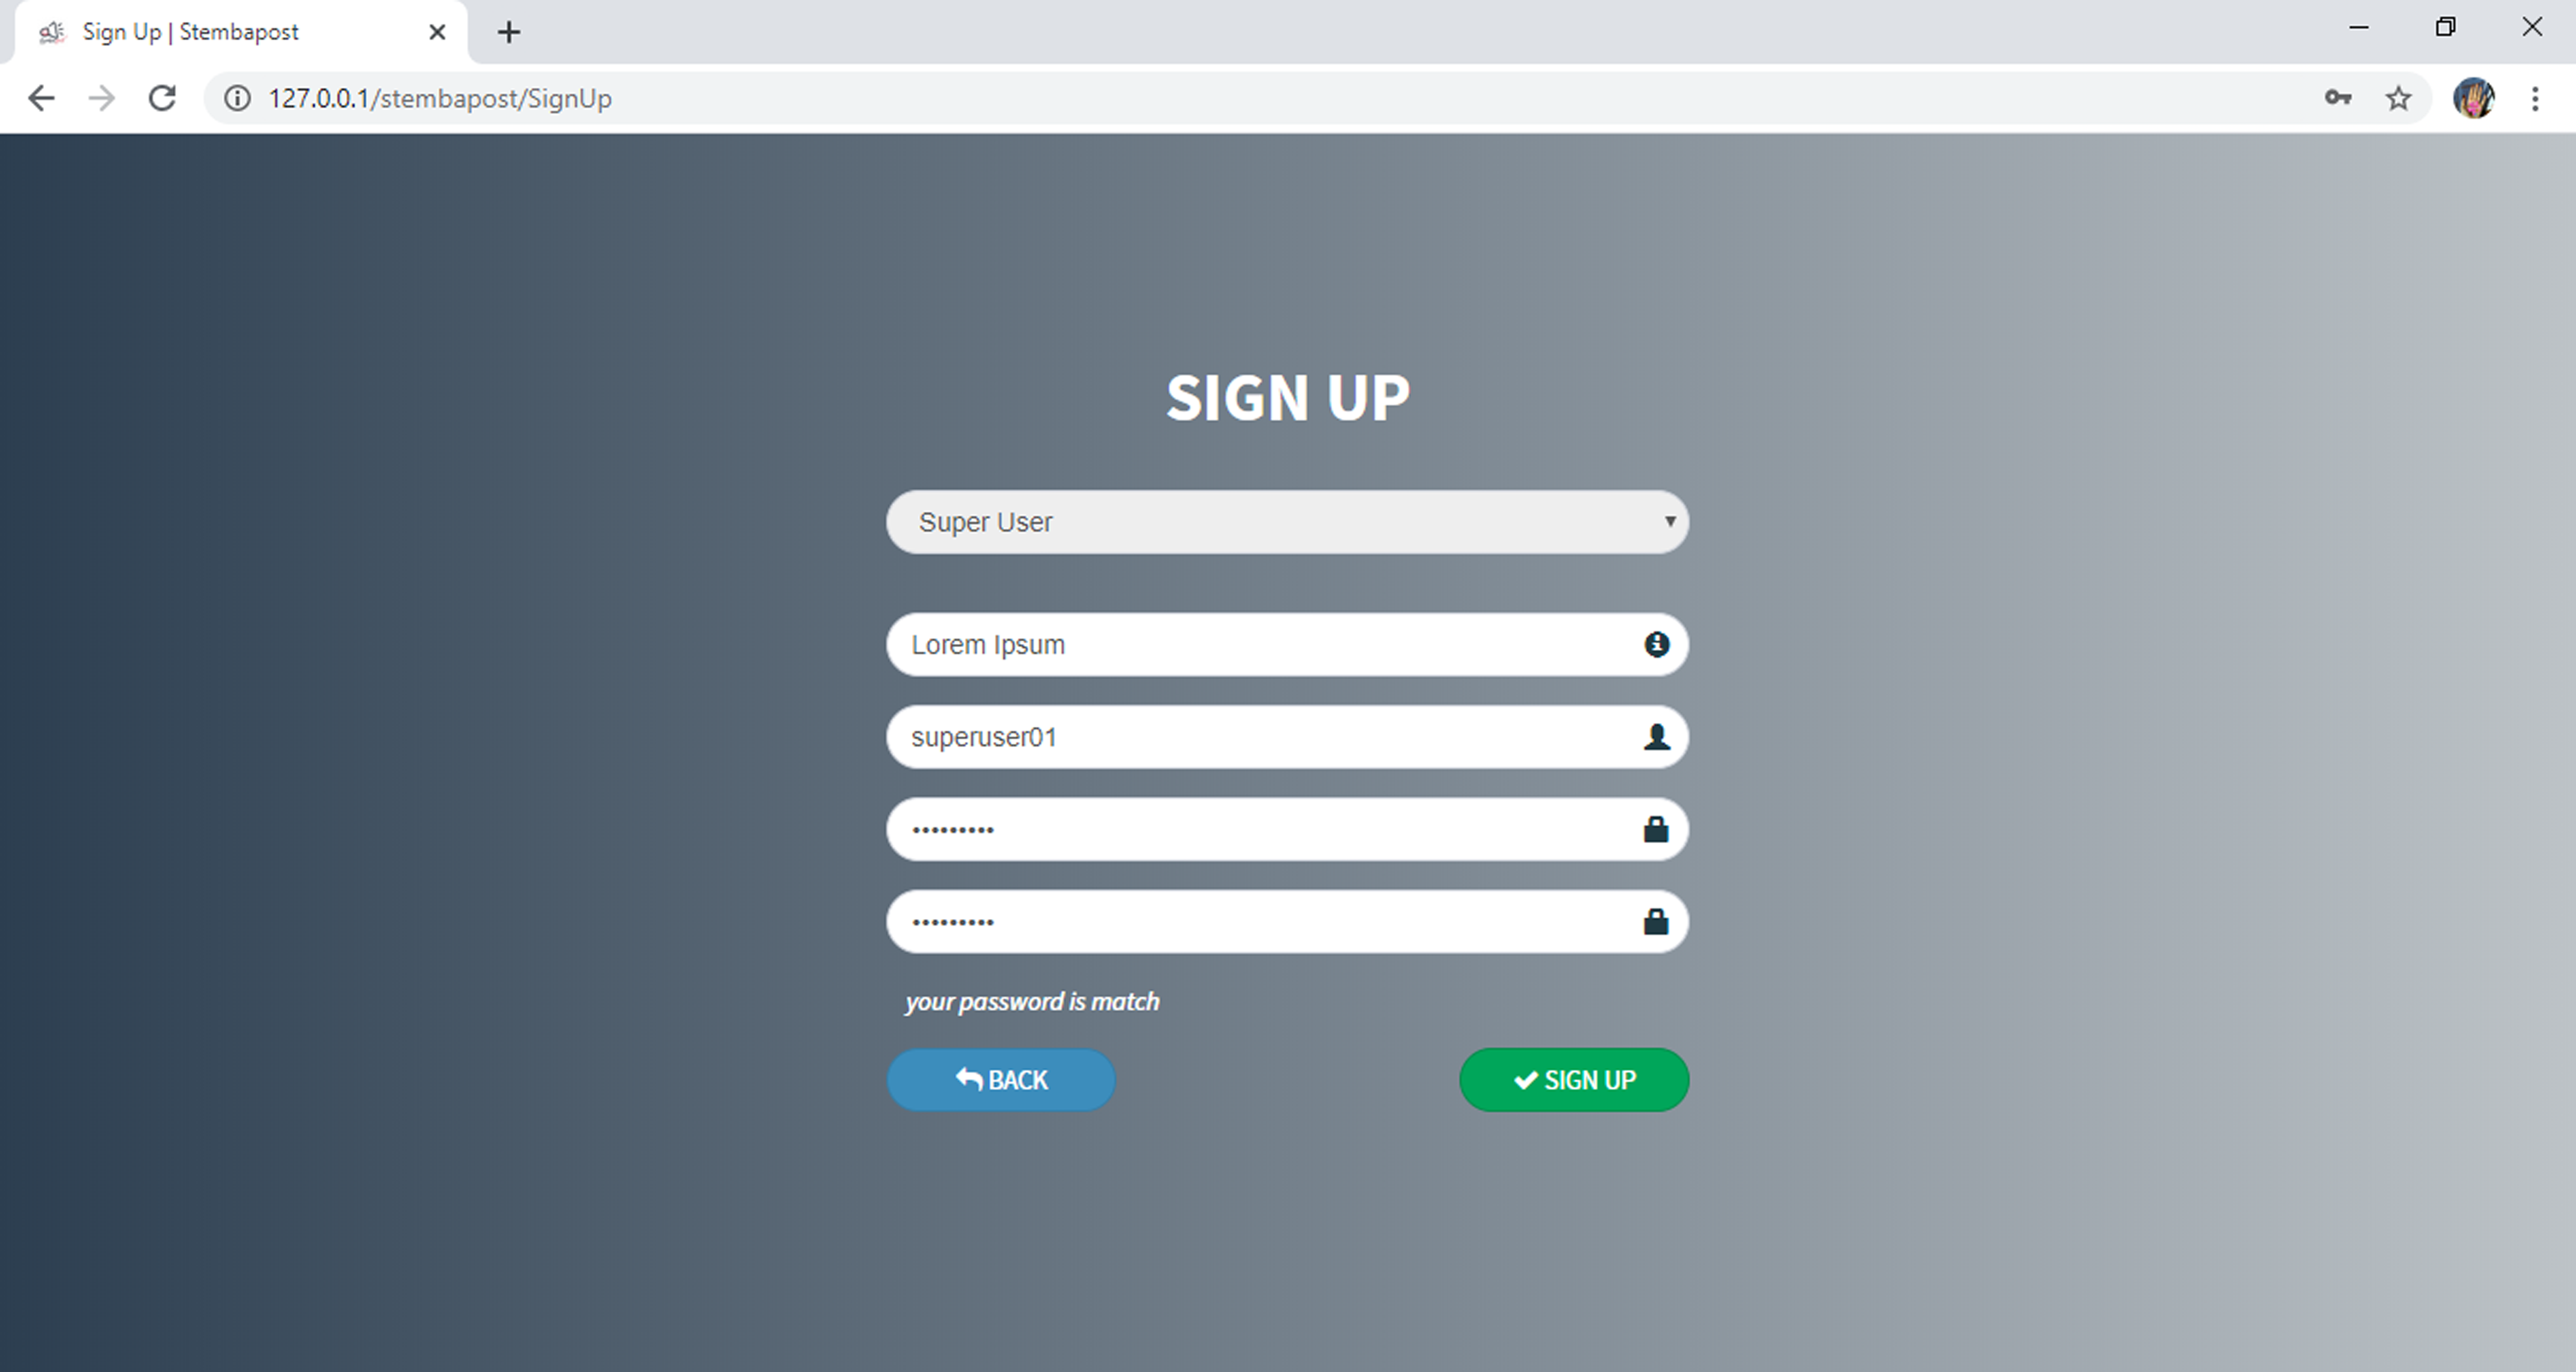 Sign Up | Stembapost
127.0.0.1/stembapost/SignUp
SIGN UP
Super User
Lorem Ipsum
superuser01
•••••••••
•••••••••
your password is match
BACK
SIGN UP